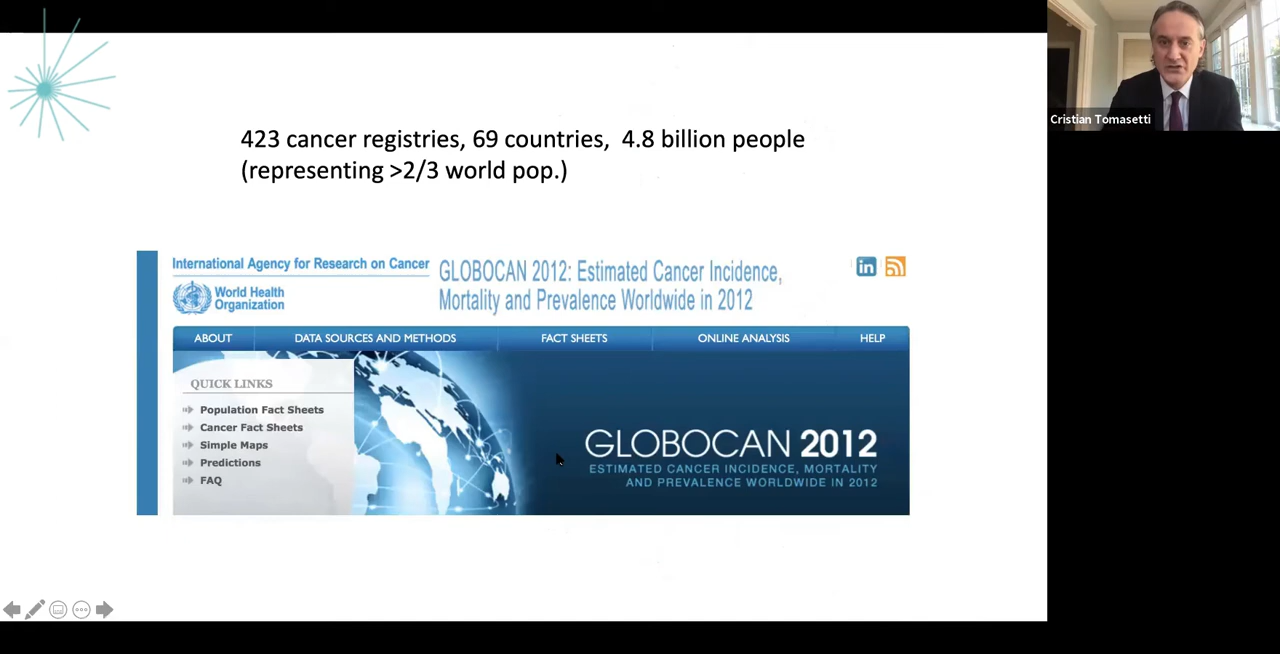 423 cancer registries, 69 countries, 4.8 billion people
(representing >2/3 world pop.)
International Agency for Research on Cancer
World Health
Organization
GLOBOCAN 2012: Estimated Cancer Incidence,
Mortality and Prevalence Worldwide in 2012
in
ABOUT
DATA SOURCES AND METHODS
FACT SHEETS
ONLINE ANALYSIS
HELP
QUICK LINKS
Population Fact Sheets
Cancer Fact Sheets
Simple Maps
Predictions
FAQ
GLOBOCAN 2012
ESTIMATED CANCER INCIDENCE, MORTALITY
AND PREVALENCE WORLDWIDE IN 2012
Cristian Tomasetti